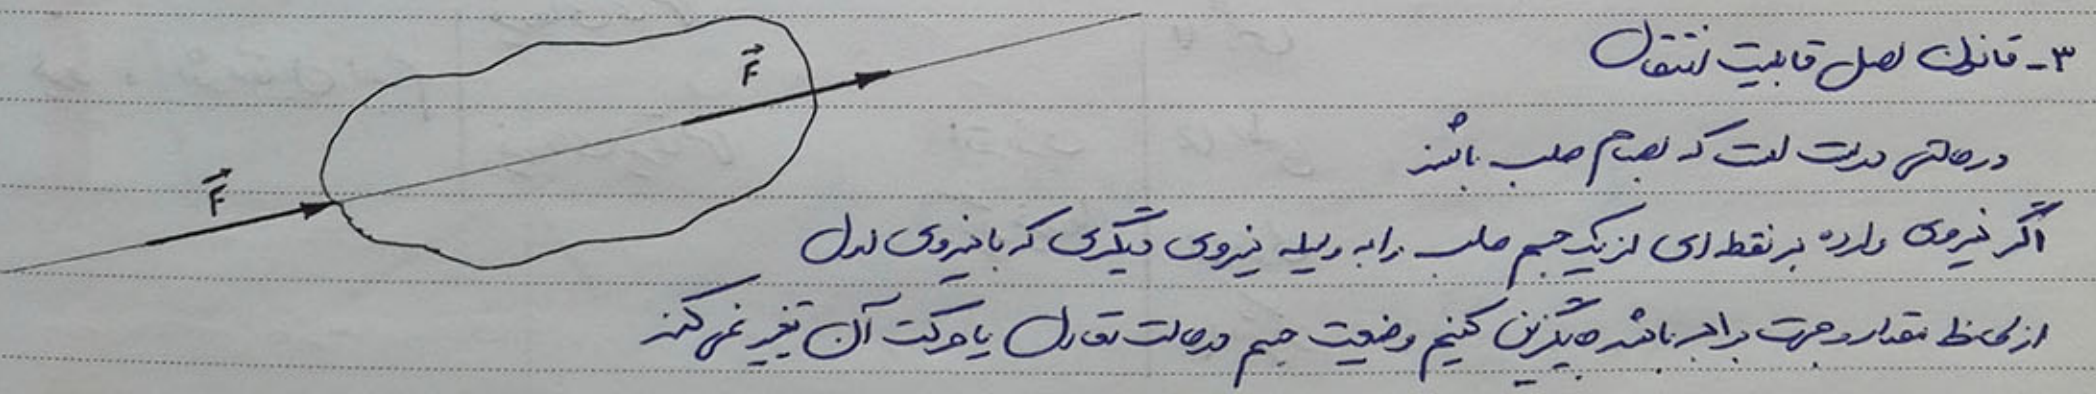 ۳- قانون اصل قابلیت انتقال
در حالتی درست است که اجسام صلب باشند
اگر نیروی وارده بر نقطه ای از یک جسم صلب را به وسیله نیروی دیگری که با نیروی اول
از لحاظ مقدار و جهت برابر باشد جایگزین کنیم وضعیت جسم در حالت تعادل یا حرکت آن تغییر نمی کند
F
F